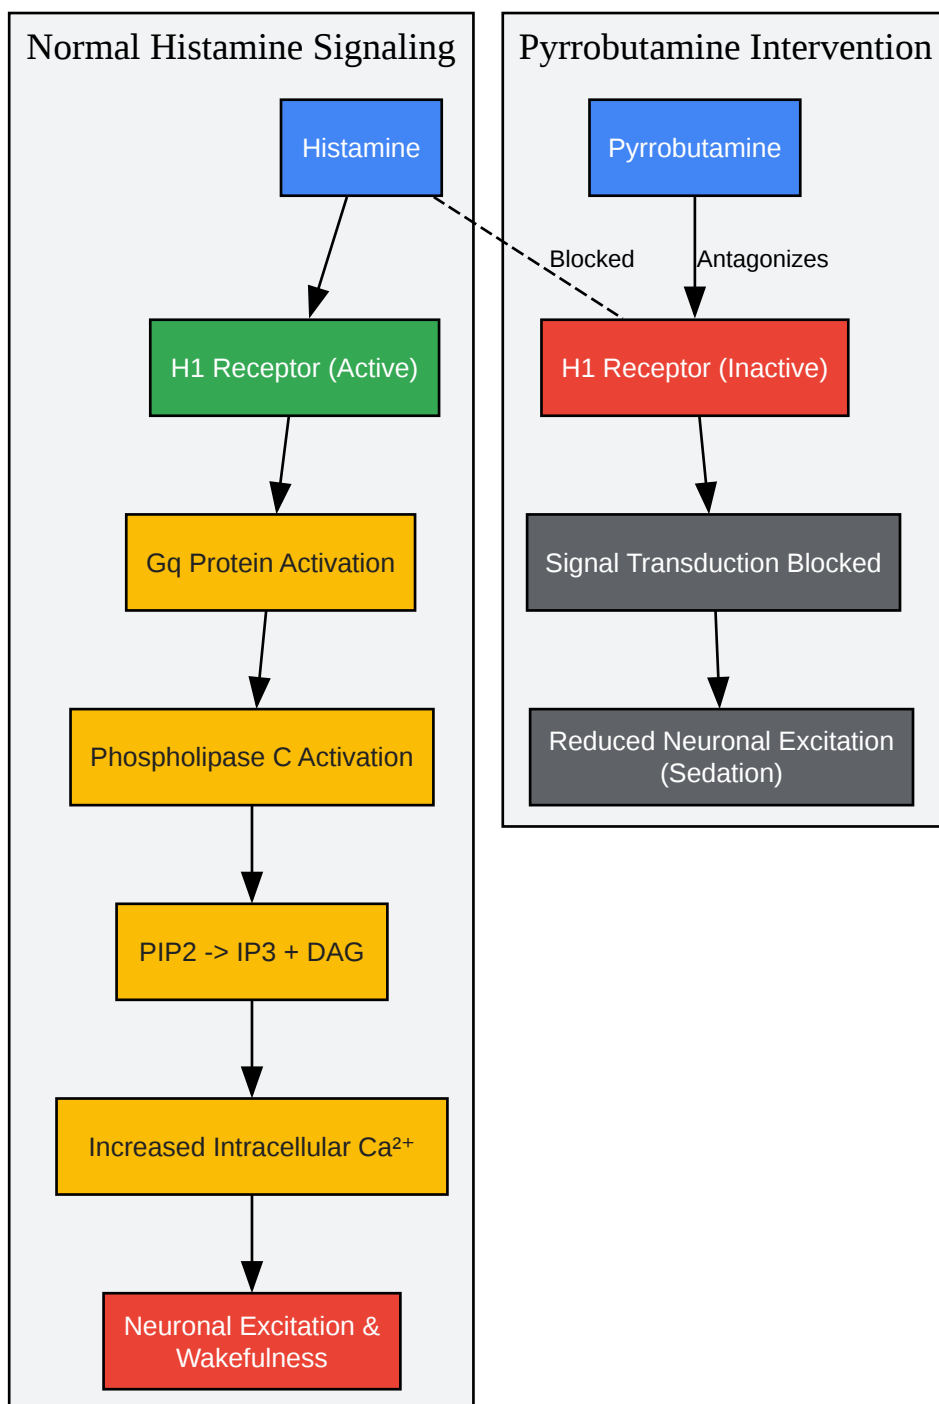 Normal Histamine Signaling
Histamine
H1 Receptor (Active)
Gq Protein Activation
Phospholipase C Activation
PIP2 -> IP3 + DAG
Increased Intracellular Ca²⁺
Neuronal Excitation &
Wakefulness
Pyrrobutamine Intervention
Pyrrobutamine
Blocked
Antagonizes
H1 Receptor (Inactive)
Signal Transduction Blocked
Reduced Neuronal Excitation
(Sedation)